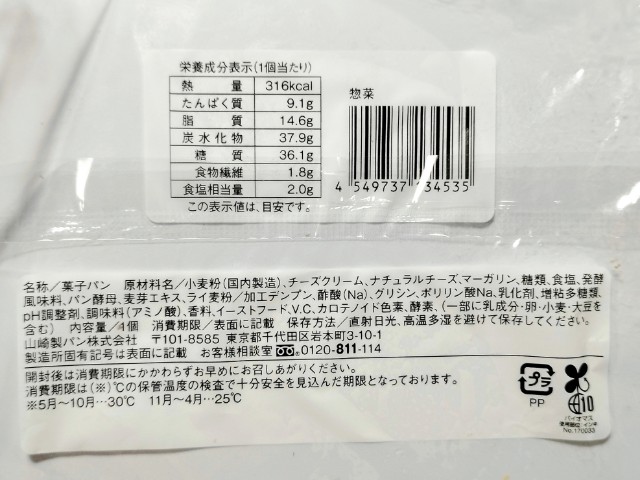 栄養成分表示(1個当たり)
熱量 316kcal
たんぱく質 9.1g
脂質 14.6g
炭水化物 37.9g
糖質 36.1g
食物繊維 1.8g
食塩相当量 2.0g
この表示値は、目安です。
惣菜
4 549737 134535
名称/菓子パン 原材料名/小麦粉(国内製造)、チーズクリーム、ナチュラルチーズ、マーガリン、糖類、食塩、発酵
風味料、パン酵母、麦芽エキス、ライ麦粉/加工デンプン、酢酸(Na)、グリシン、ポリリン酸Na、乳化剤、増粘多糖類、
pH調整剤、調味料(アミノ酸)、香料、イーストフード、V.C、カロテノイド色素、酵素、(一部に乳成分・卵・小麦・大豆を
含む) 内容量/4個 消費期限/表面に記載 保存方法/直射日光、高温多湿を避けて保存してください。
山崎製パン株式会社 〒101-8585 東京都千代田区岩本町3-10-1
製造所固有記号は表面に記載 お客様相談室 0120-811-114
開封後は消費期限にかかわらずお早めにお召しあがりください。
消費期限は(※)℃の保管温度の検査で十分安全を見込んだ期限となっております。
※5月~10月…30℃ 11月~4月…25℃
プラ
PP
10
バイオマス
使用部位:インキ
No.170033